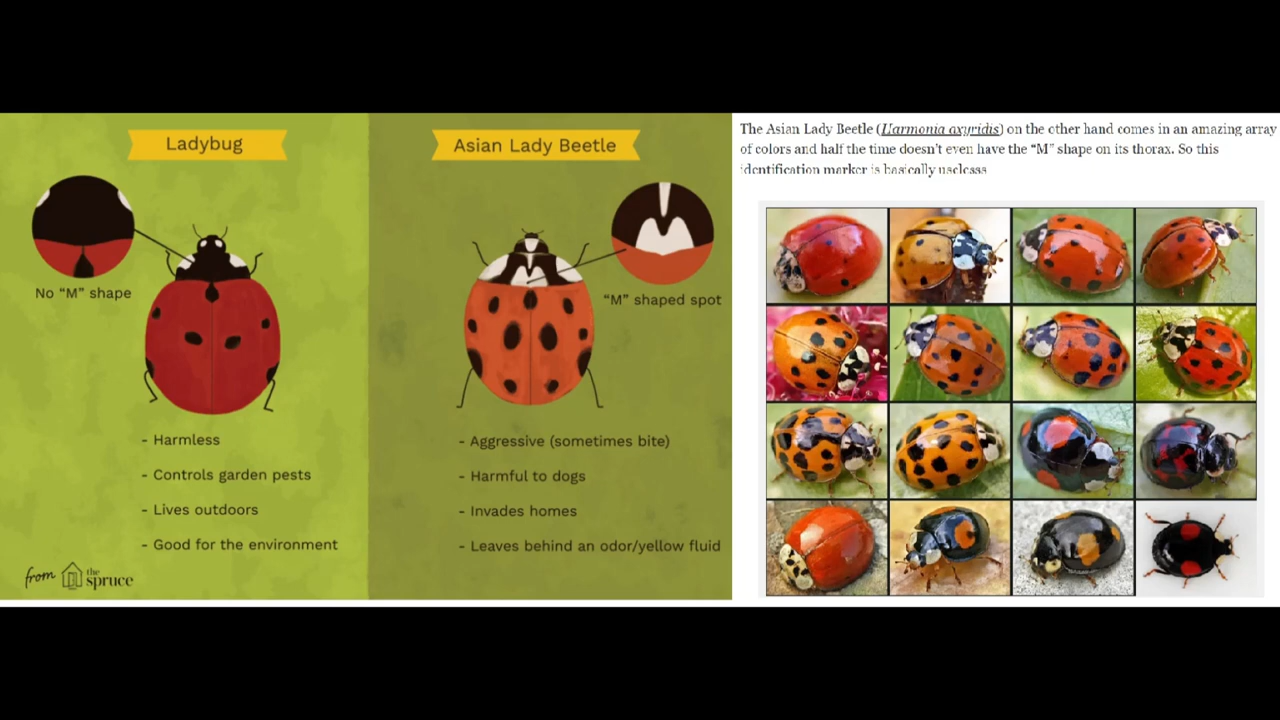 Ladybug
No “M” shape
- Harmless
- Controls garden pests
- Lives outdoors
- Good for the environment
from the spruce
Asian Lady Beetle
“M” shaped spot
- Aggressive (sometimes bite)
- Harmful to dogs
- Invades homes
- Leaves behind an odor/yellow fluid
The Asian Lady Beetle (Harmonia axyridis) on the other hand comes in an amazing array
of colors and half the time doesn’t even have the “M” shape on its thorax. So this
identification marker is basically useless